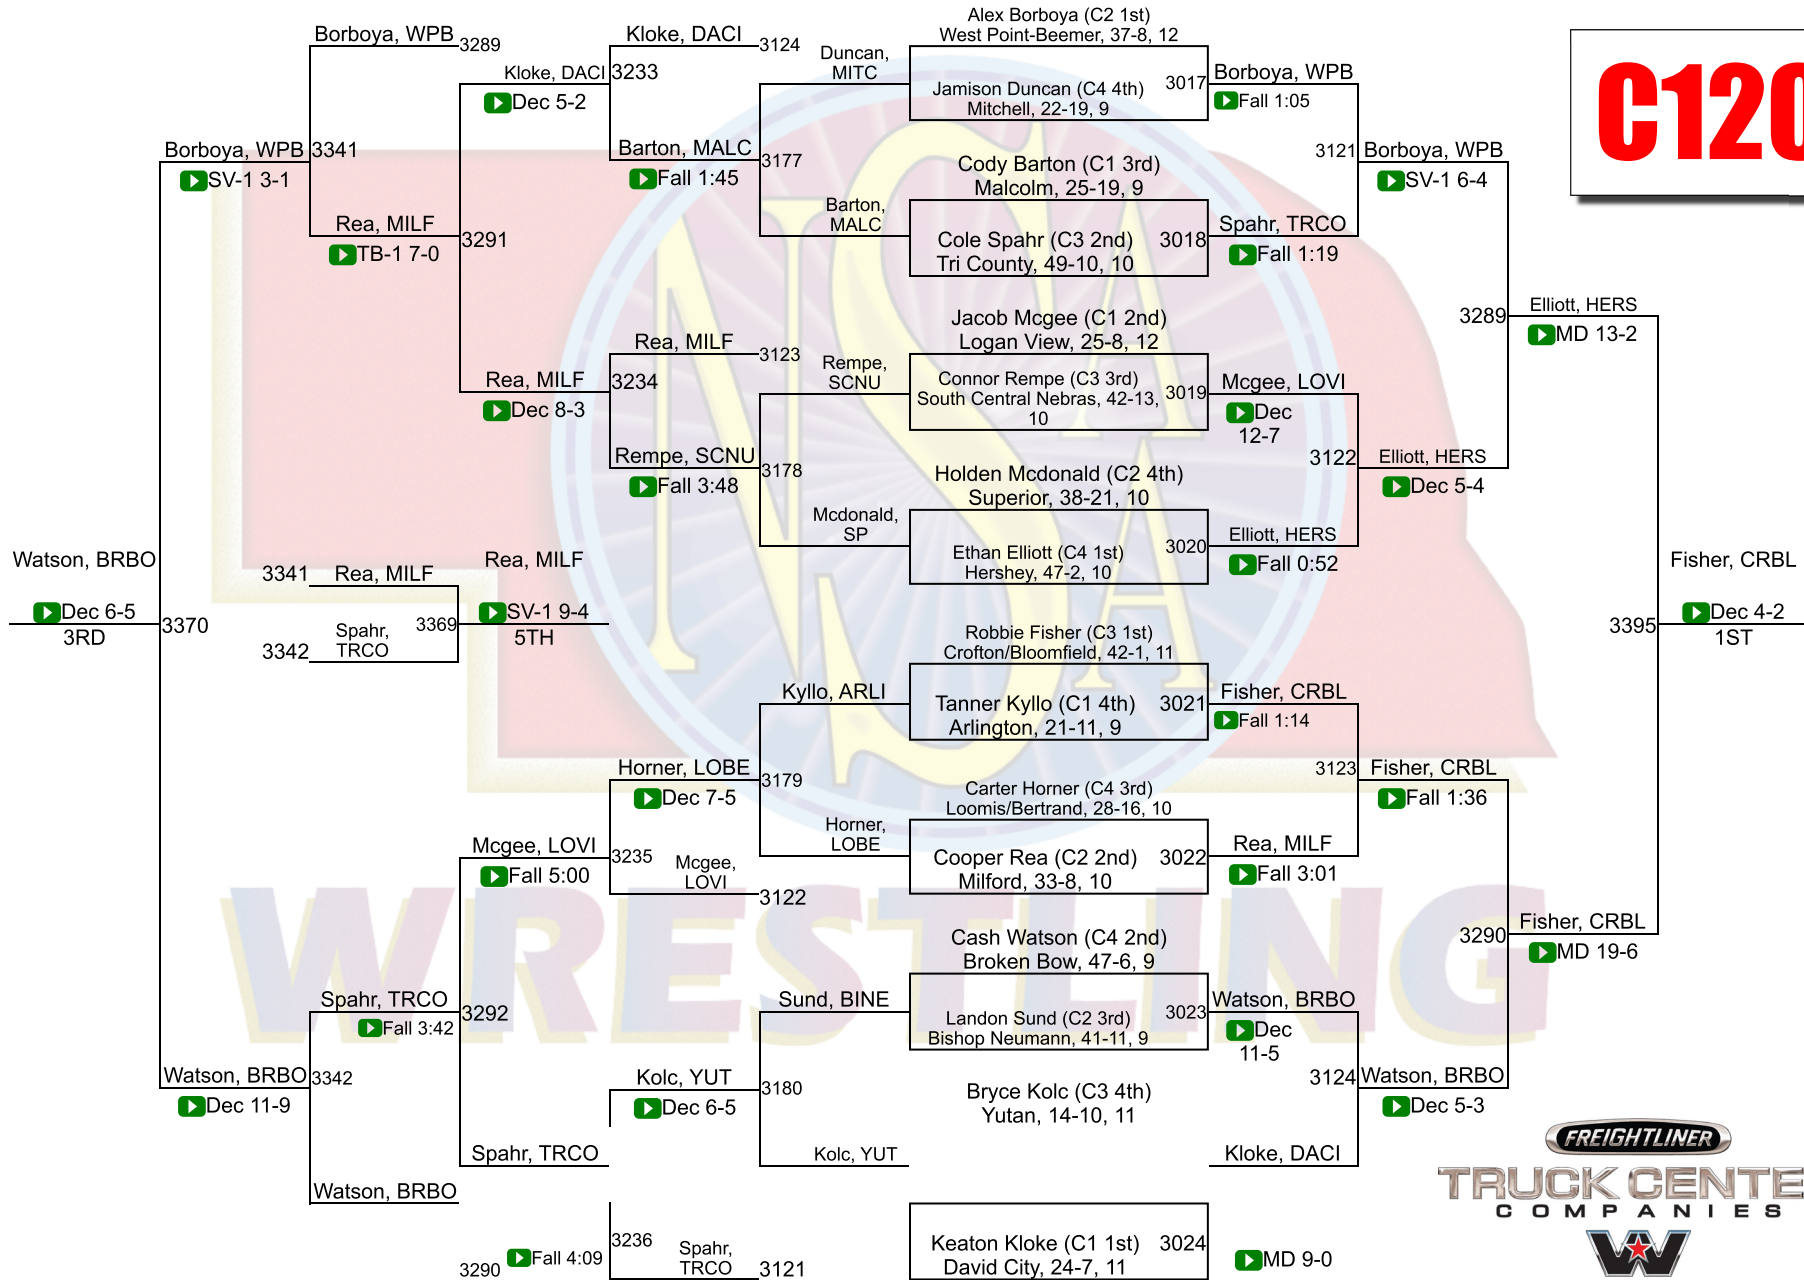 Borboya, WPB
3289
Kloke, DACI
3124
Alex Borboya (C2 1st)
West Point-Beemer, 37-8, 12
Kloke, DACI
3233
Dec 5-2
Duncan,
MITC
Jamison Duncan (C4 4th)
Mitchell, 22-19, 9
3017
Borboya, WPB
Fall 1:05
C120
Borboya, WPB
3341
SV-1 3-1
Barton, MALC
3177
Fall 1:45
Cody Barton (C1 3rd)
Malcolm, 25-19, 9
3121
Borboya, WPB
SV-1 6-4
Rea, MILF
3291
TB-1 7-0
Barton,
MALC
Cole Spahr (C3 2nd)
Tri County, 49-10, 10
3018
Spahr, TRCO
Fall 1:19
Jacob Mcgee (C1 2nd)
Logan View, 25-8, 12
3289
Elliott, HERS
MD 13-2
Rea, MILF
3123
Rea, MILF
3234
Dec 8-3
Rempe,
SCNU
Connor Rempe (C3 3rd)
South Central Nebras, 42-13,
10
3019
Mcgee, LOVI
Dec
12-7
Rempe, SCNU
3178
Fall 3:48
Holden Mcdonald (C2 4th)
Superior, 38-21, 10
3122
Elliott, HERS
Dec 5-4
Mcdonald,
SP
Ethan Elliott (C4 1st)
Hershey, 47-2, 10
3020
Elliott, HERS
Fall 0:52
Watson, BRBO
Dec 6-5
3RD
3370
3341
Rea, MILF
3342
Spahr,
TRCO
3369
Rea, MILF
SV-1 9-4
5TH
Fisher, CRBL
3395
Dec 4-2
1ST
Robbie Fisher (C3 1st)
Crofton/Bloomfield, 42-1, 11
Kyllo, ARLI
Tanner Kyllo (C1 4th)
Arlington, 21-11, 9
3021
Fisher, CRBL
Fall 1:14
Horner, LOBE
3179
Dec 7-5
Carter Horner (C4 3rd)
Loomis/Bertrand, 28-16, 10
3123
Fisher, CRBL
Fall 1:36
Mcgee, LOVI
3235
Fall 5:00
Mcgee,
LOVI
3122
Horner,
LOBE
Cooper Rea (C2 2nd)
Milford, 33-8, 10
3022
Rea, MILF
Fall 3:01
Cash Watson (C4 2nd)
Broken Bow, 47-6, 9
3290
Fisher, CRBL
MD 19-6
Spahr, TRCO
3292
Fall 3:42
Sund, BINE
Landon Sund (C2 3rd)
Bishop Neumann, 41-11, 9
3023
Watson, BRBO
Dec
11-5
Watson, BRBO
3342
Dec 11-9
Kolc, YUT
3180
Dec 6-5
Bryce Kolc (C3 4th)
Yutan, 14-10, 11
3124
Watson, BRBO
Dec 5-3
Spahr, TRCO
Kolc, YUT
Kloke, DACI
Watson, BRBO
3290
Fall 4:09
3236
Spahr,
TRCO
3121
Keaton Kloke (C1 1st)
David City, 24-7, 11
3024
MD 9-0
NSAA
WRESTLING
FREIGHTLINER
TRUCK CENTE
COMPANIES
W